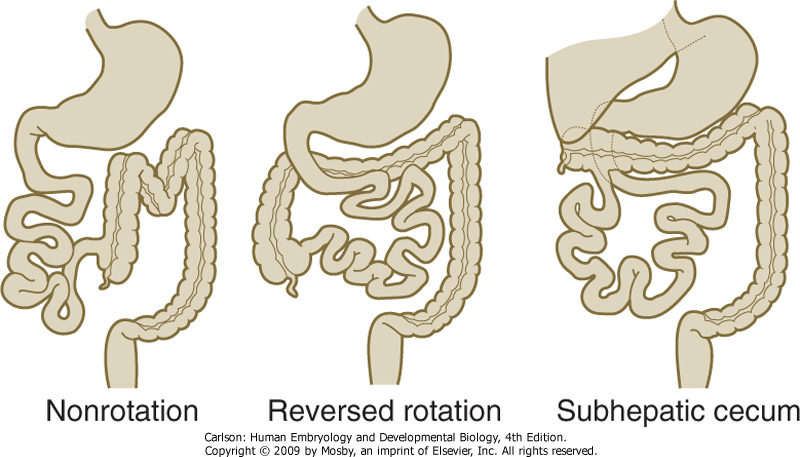 Nonrotation
Reversed rotation
Subhepatic cecum
Carlson: Human Embryology and Developmental Biology, 4th Edition.
Copyright © 2009 by Mosby, an imprint of Elsevier, Inc. All rights reserved.